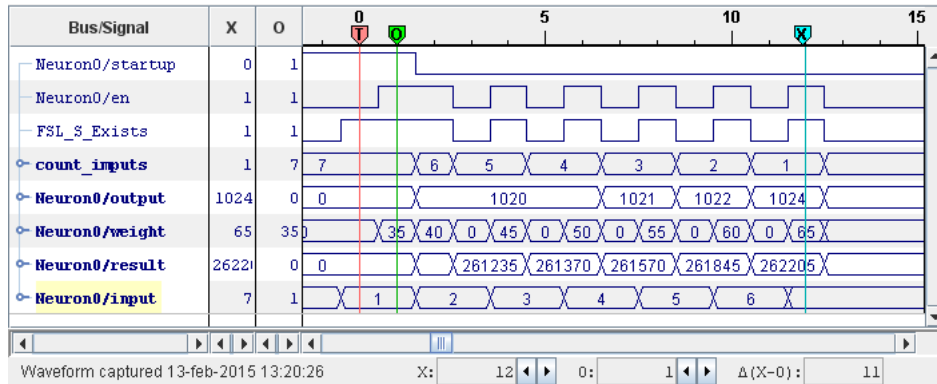 0 5 10 15
Bus/Signal X O T O X
Neuron0/startup 0 1
Neuron0/en 1 1
FSL_S_Exists 1 1
count_imputs 1 7 7 6 5 4 3 2 1
Neuron0/output 1024 0 0 1020 1021 1022 1024
Neuron0/weight 65 35 35 40 0 45 0 50 0 55 0 60 0 65
Neuron0/result 2622 0 0 261235 261370 261570 261845 262205
Neuron0/input 7 1 1 2 3 4 5 6
Waveform captured 13-feb-2015 13:20:26 X: 12 O: 1 Δ(X-O): 11